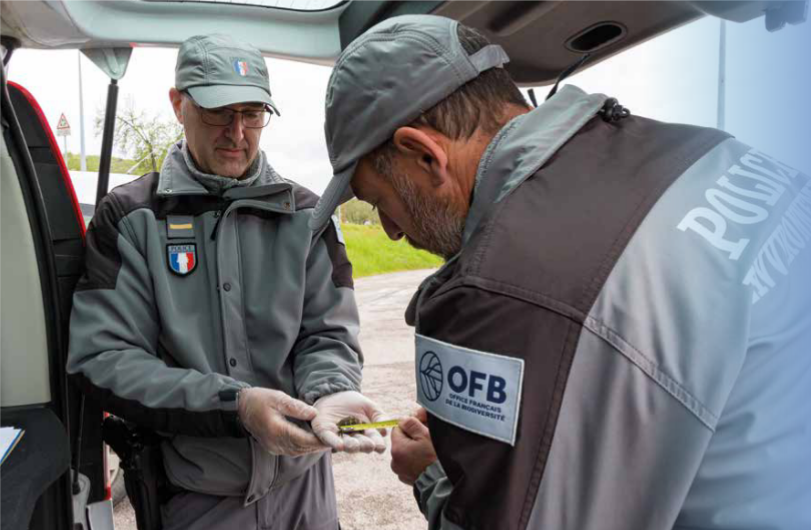 POLICE
OFB
OFFICE FRANÇAIS
DE LA BIODIVERSITÉ
POLICE